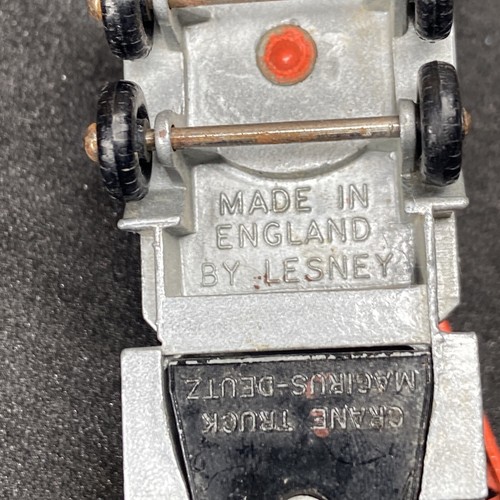 MADE IN
ENGLAND
BY LESNEY
CRANE TRUCK
MAGIRUS-DEUTZ